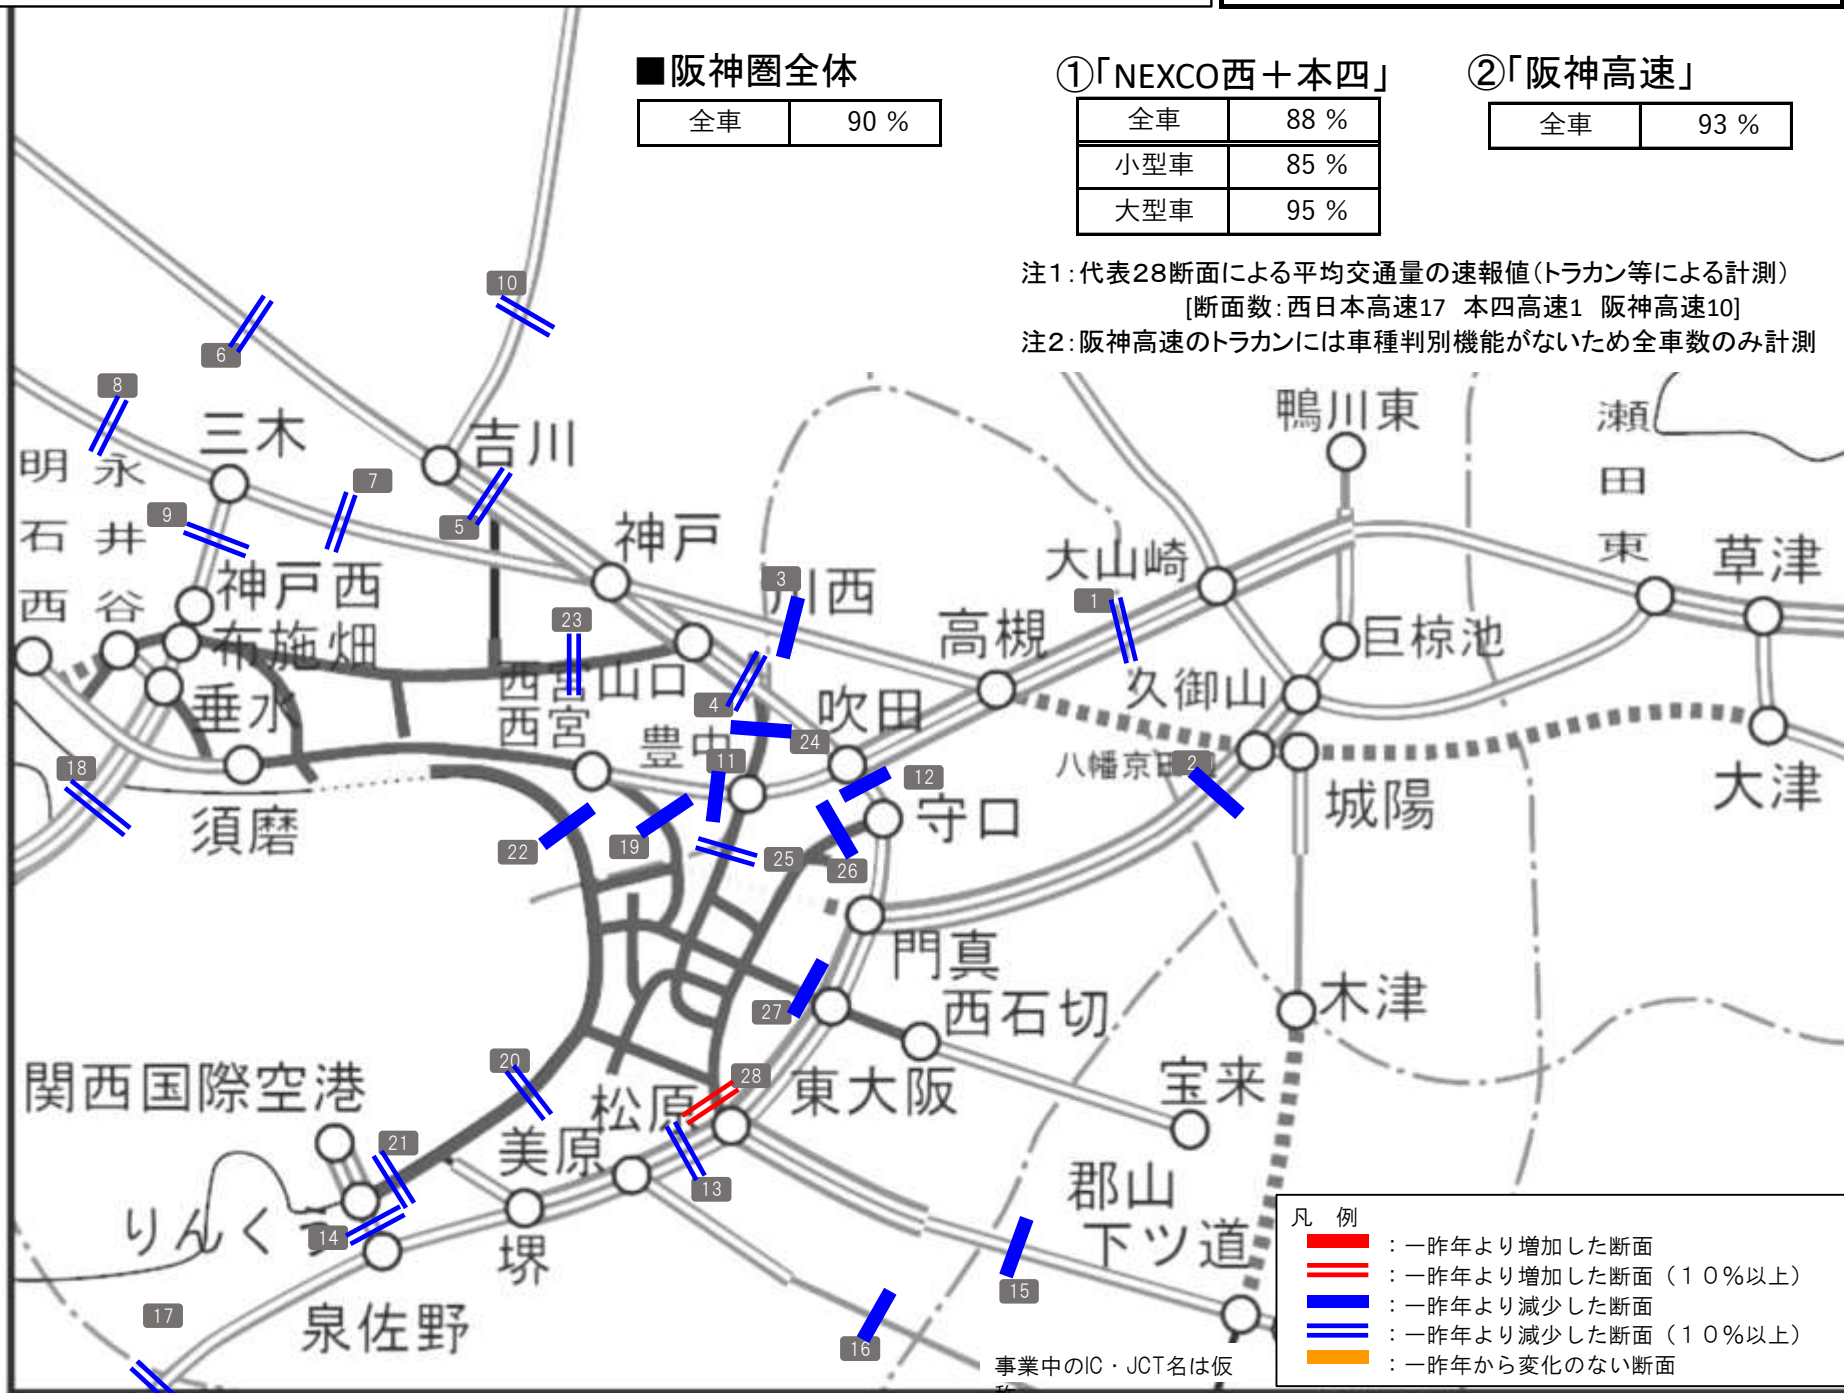 ■阪神圏全体
全車 90 %
①「NEXCO西＋本四」
全車 88 %
小型車 85 %
大型車 95 %
②「阪神高速」
全車 93 %
注1：代表28断面による平均交通量の速報値（トラカン等による計測）
[断面数：西日本高速17 本四高速1 阪神高速10]
注2：阪神高速のトラカンには車種判別機能がないため全車数のみ計測
10
6
8
三木
吉川
鴨川東
瀬田東
明石西
永井谷
7
9
5
神戸
大山崎
草津
神戸西
3
川西
1
高槻
巨椋池
23
布施畑
西宮山口
久御山
垂水
4
吹田
西宮
豊中
24
11
12
八幡京田
2
18
大津
須磨
守口
城陽
22
19
25
26
門真
西石切
木津
27
20
28
関西国際空港
松原
東大阪
宝来
美原
21
13
郡山下ツ道
りんくう
14
堺
15
17
泉佐野
16
事業中のIC・JCT名は仮
凡 例
：一昨年より増加した断面
：一昨年より増加した断面（１０％以上）
：一昨年より減少した断面
：一昨年より減少した断面（１０％以上）
：一昨年から変化のない断面